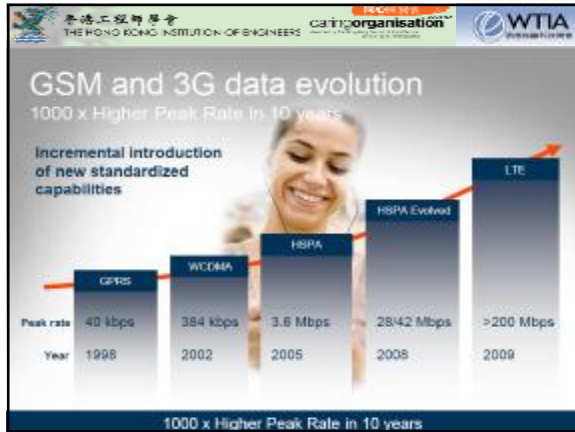 香港工程師學會
THE HONG KONG INSTITUTION OF ENGINEERS
caringorganisation
WTIA
GSM and 3G data evolution
1000 x Higher Peak Rate in 10 years
Incremental introduction
of new standardized
capabilities
LTE
HSPA Evolved
HSPA
WCDMA
GPRS
Peak rate 40 kbps 384 kbps 3.6 Mbps 28/42 Mbps >200 Mbps
Year 1998 2002 2005 2008 2009
1000 x Higher Peak Rate in 10 years